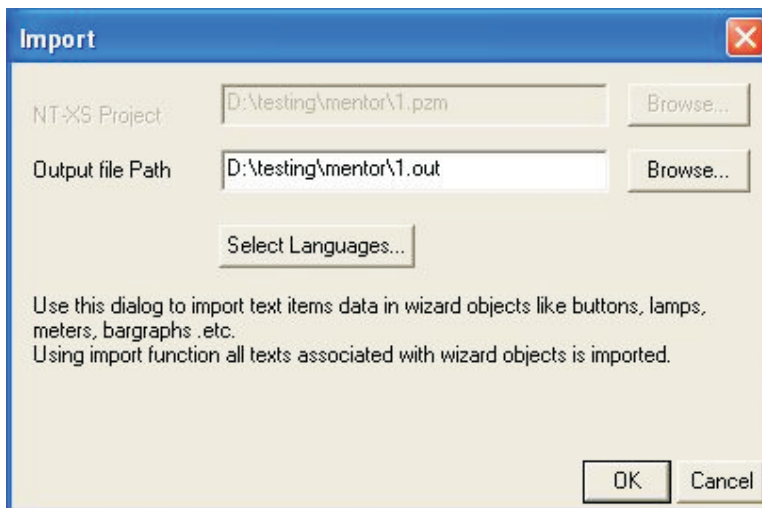 Import
NT-XS Project D:\testing\mentor\1.pzm Browse...
Output file Path D:\testing\mentor\1.out Browse...
Select Languages...
Use this dialog to import text items data in wizard objects like buttons, lamps,
meters, bargraphs .etc.
Using import function all texts associated with wizard objects is imported.
OK Cancel